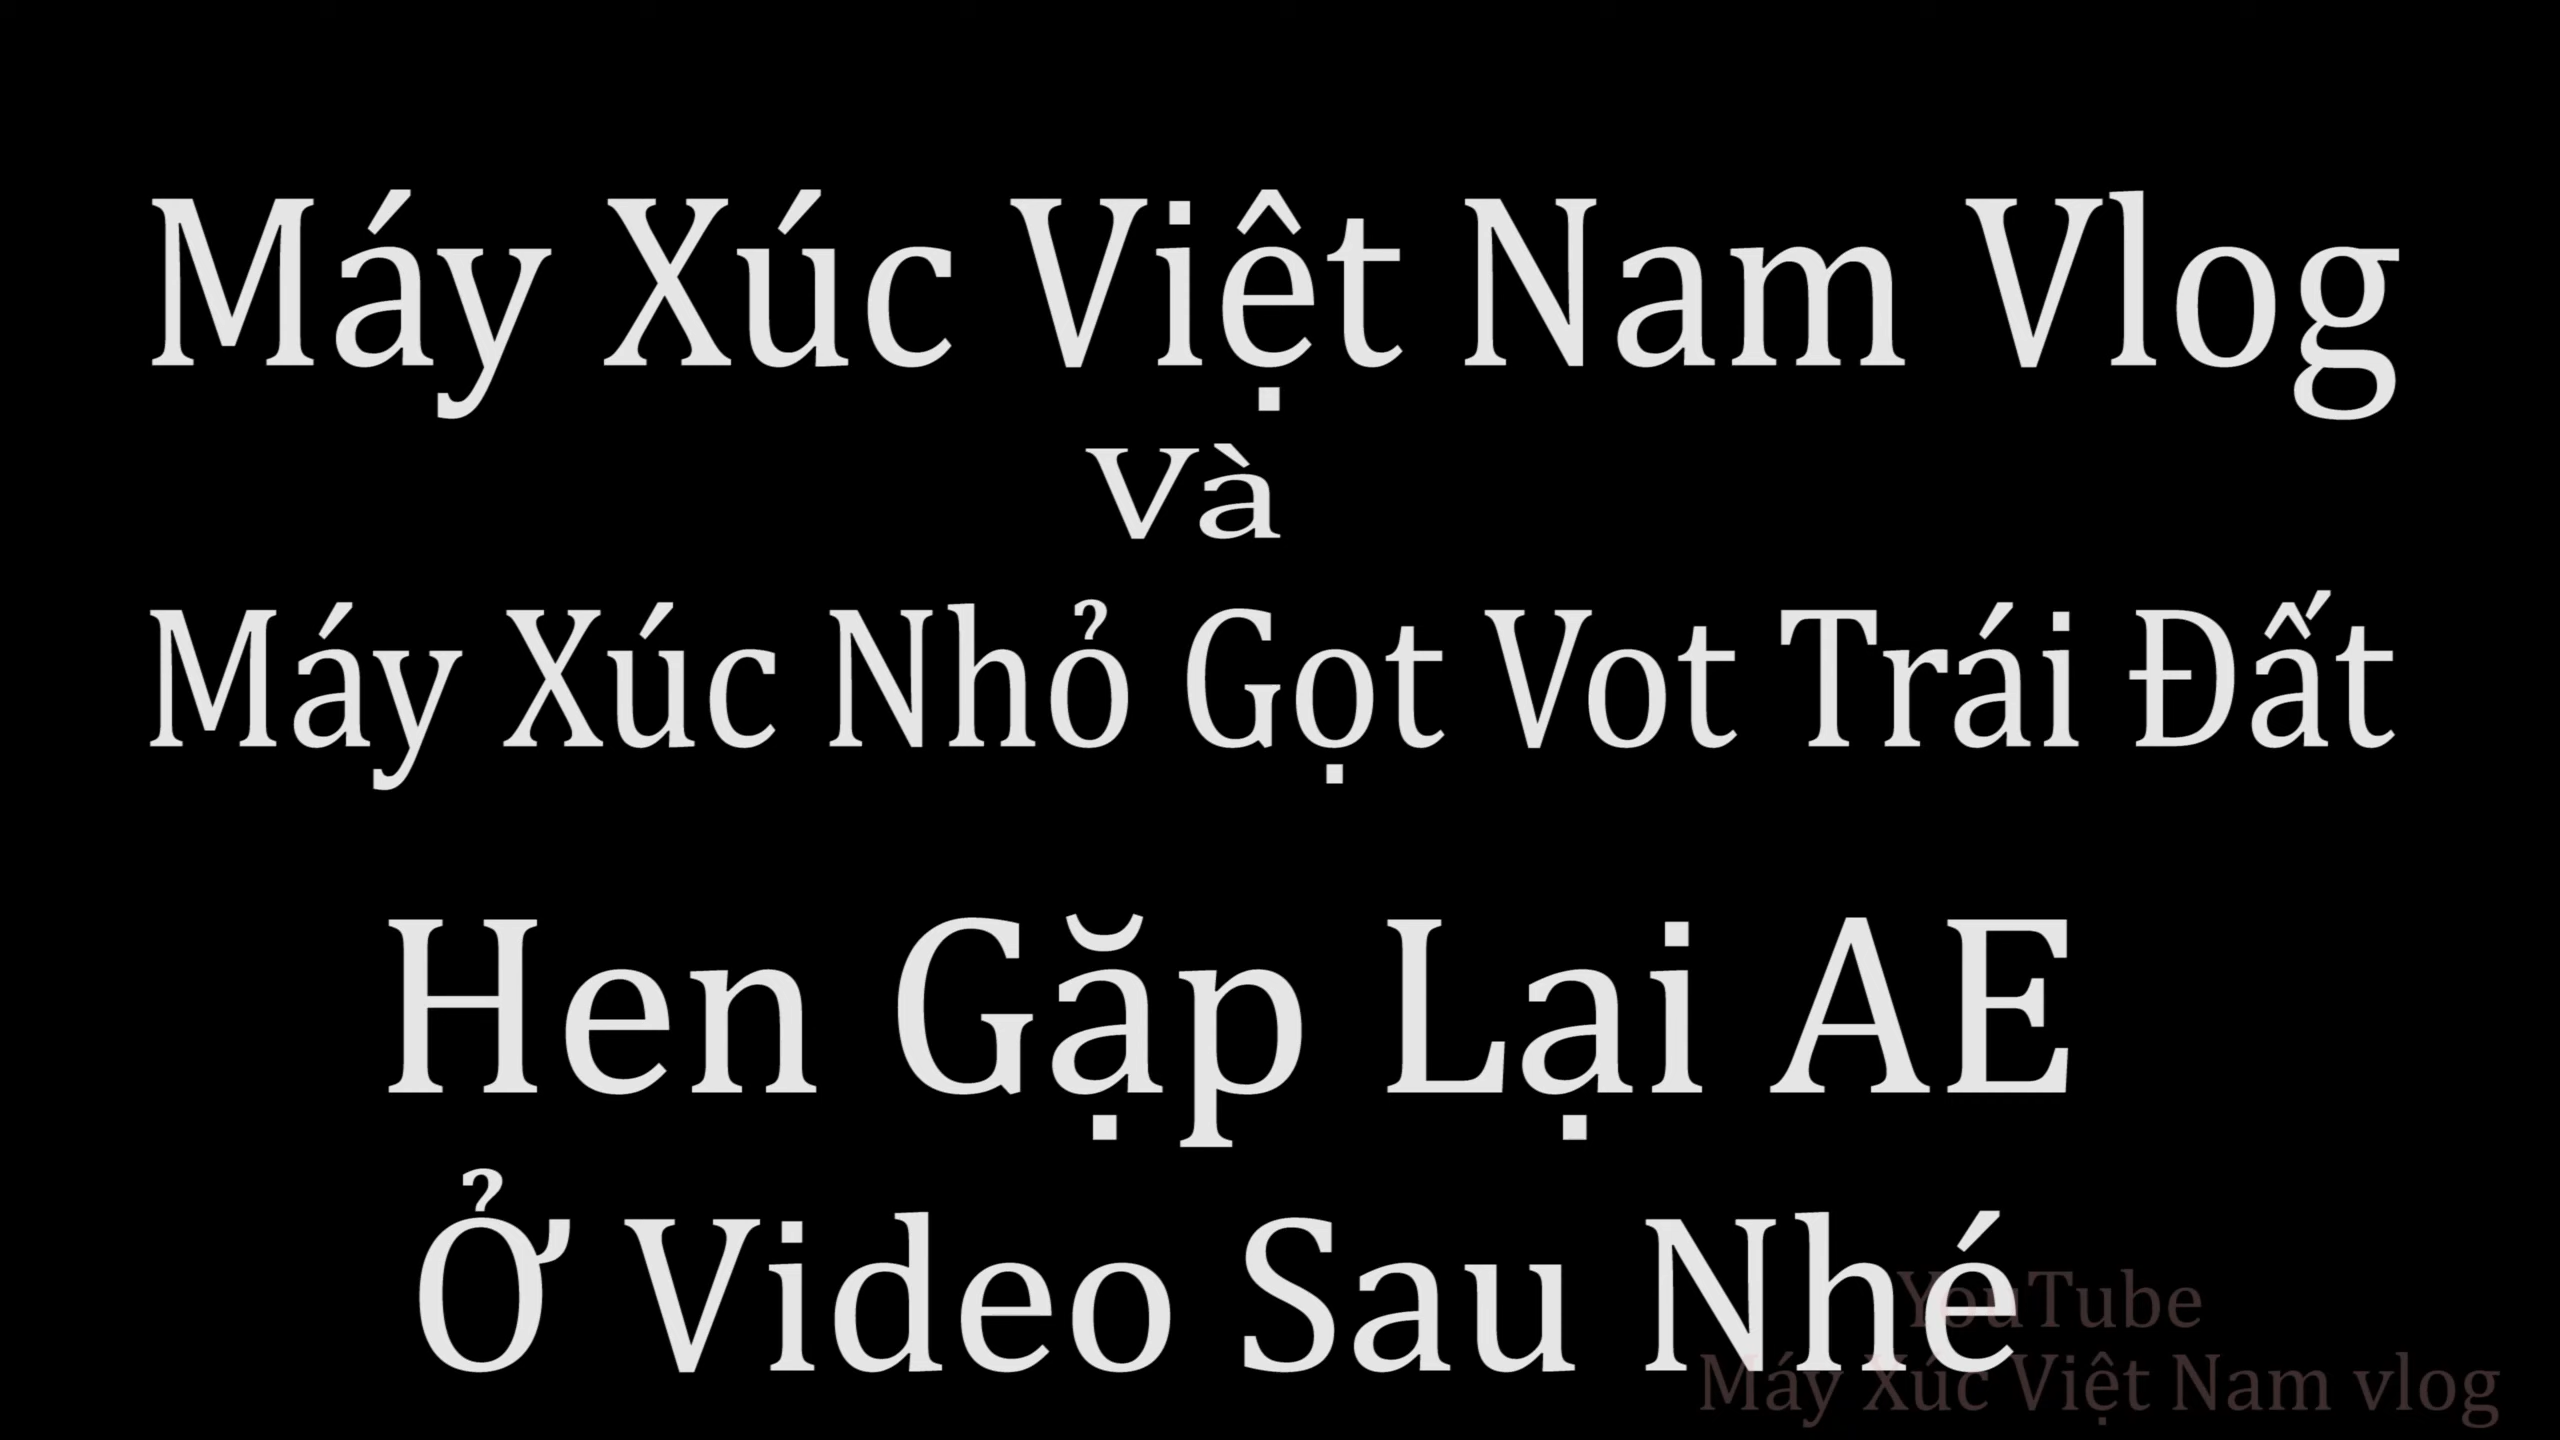 Máy Xúc Việt Nam Vlog
và
Máy Xúc Nhỏ Gọt Vot Trái Đất
Hen Gặp Lại AE
Ở Video Sau Nhé
YouTube
Máy Xúc Việt Nam vlog